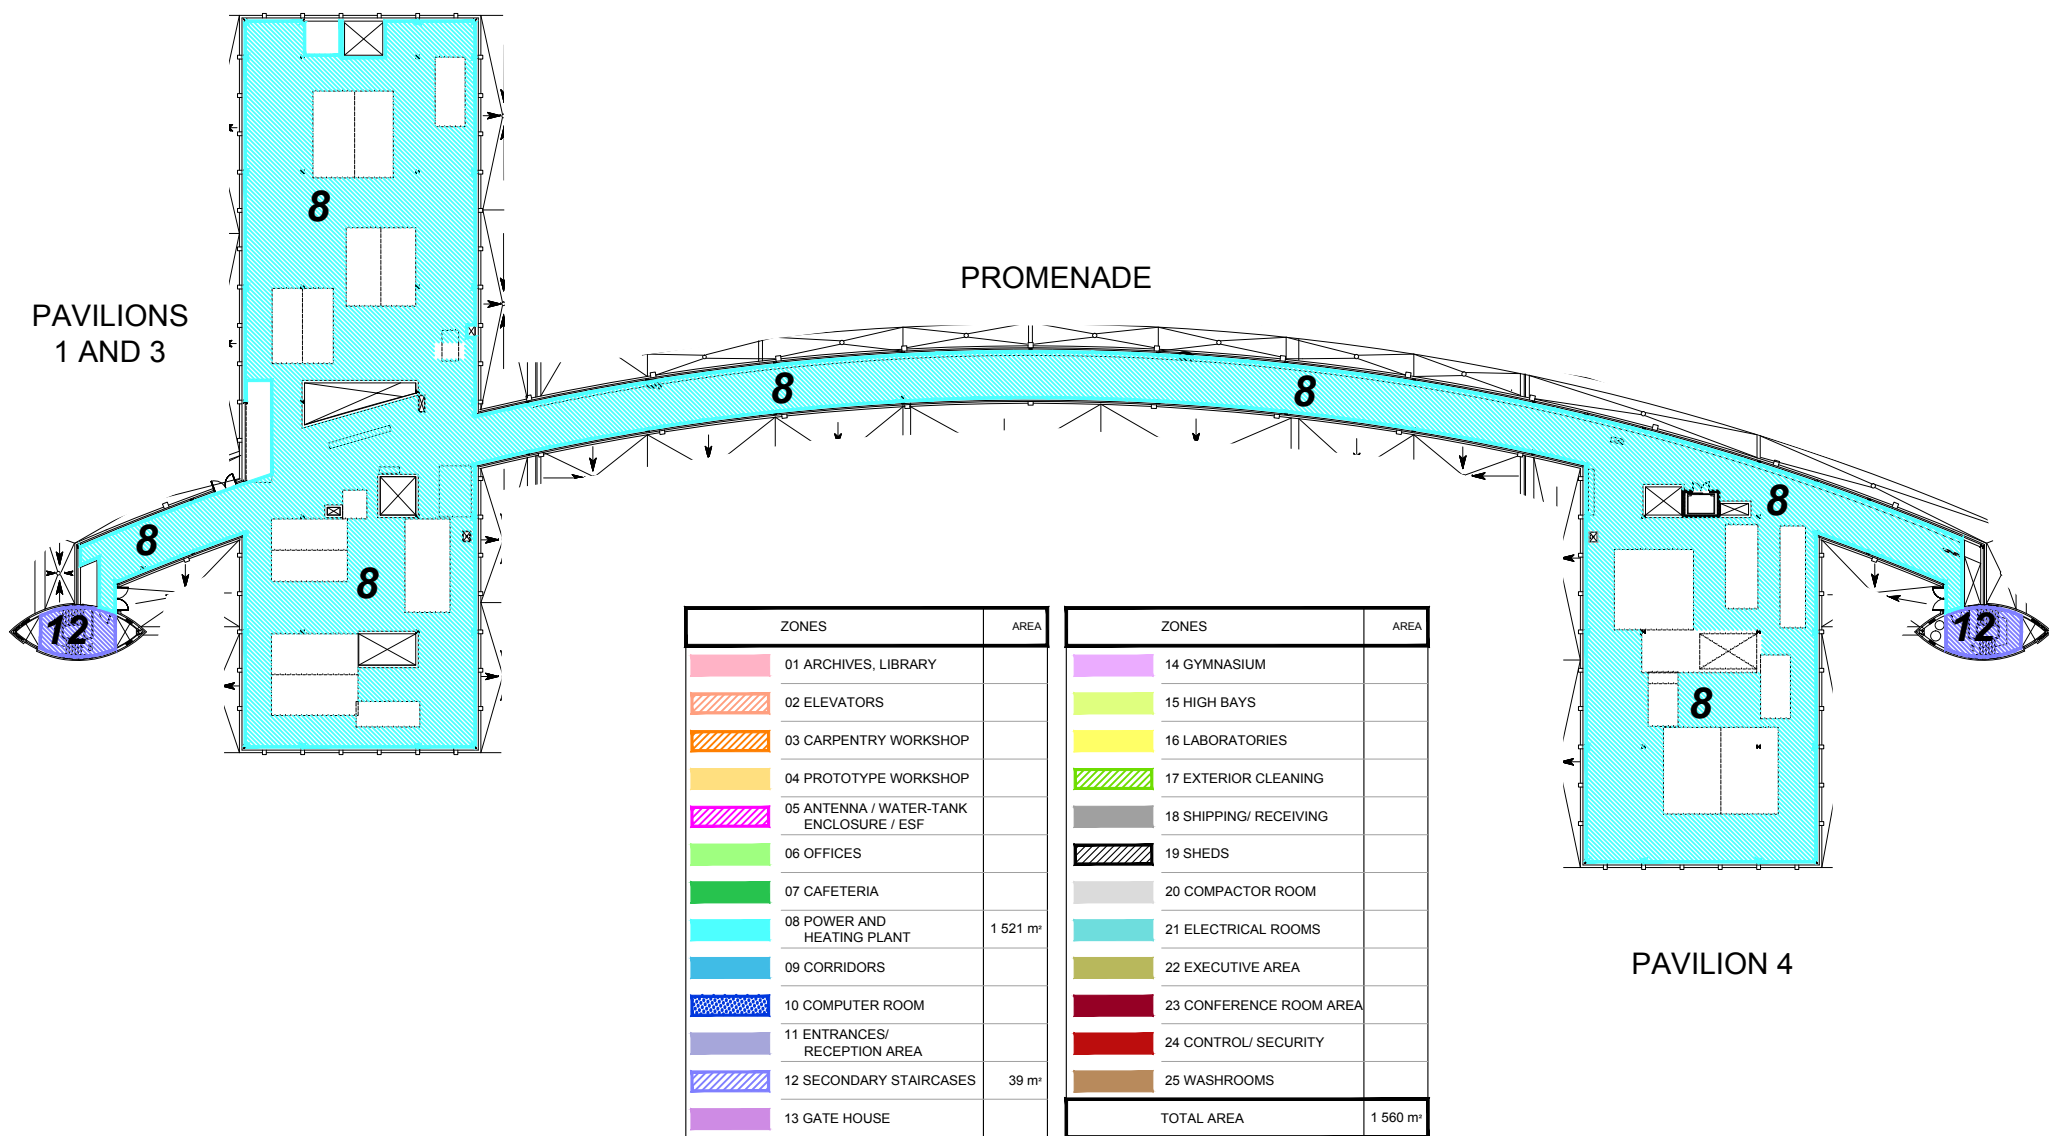 8
PROMENADE
PAVILIONS
1 AND 3
8
8
8
8
8
12
12
8
ZONES AREA
01 ARCHIVES, LIBRARY
02 ELEVATORS
03 CARPENTRY WORKSHOP
04 PROTOTYPE WORKSHOP
05 ANTENNA / WATER-TANK
ENCLOSURE / ESF
06 OFFICES
07 CAFETERIA
08 POWER AND
HEATING PLANT 1 521 m²
09 CORRIDORS
10 COMPUTER ROOM
11 ENTRANCES/
RECEPTION AREA
12 SECONDARY STAIRCASES 39 m²
13 GATE HOUSE
ZONES AREA
14 GYMNASIUM
15 HIGH BAYS
16 LABORATORIES
17 EXTERIOR CLEANING
18 SHIPPING/ RECEIVING
19 SHEDS
20 COMPACTOR ROOM
21 ELECTRICAL ROOMS
22 EXECUTIVE AREA
23 CONFERENCE ROOM AREA
24 CONTROL/ SECURITY
25 WASHROOMS
TOTAL AREA 1 560 m²
PAVILION 4